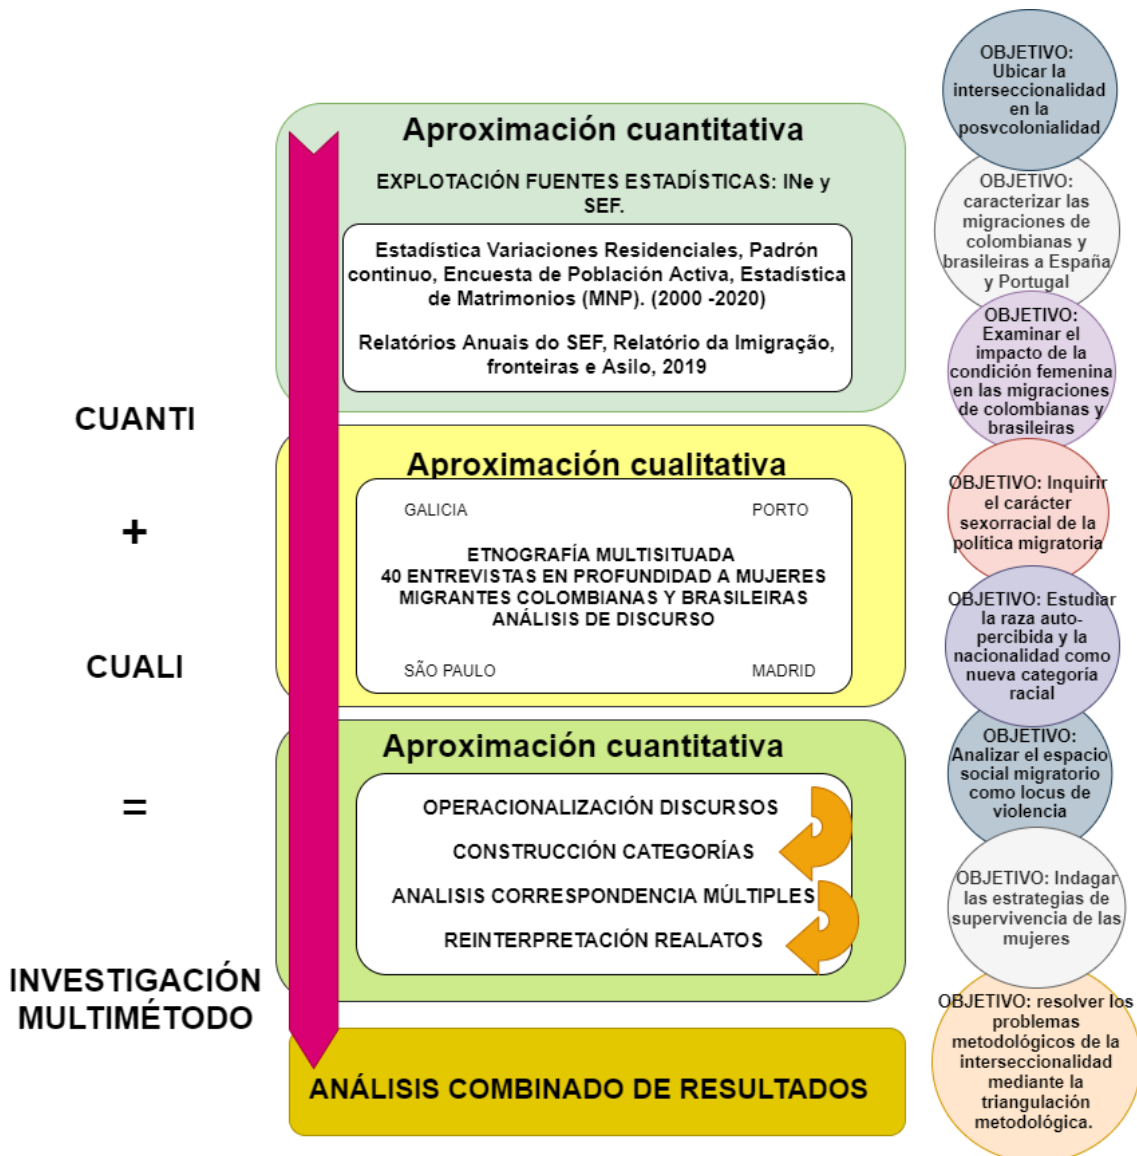 Aproximación cuantitativa
EXPLOTACIÓN FUENTES ESTADÍSTICAS: INe y
SEF.
Estadística Variaciones Residenciales, Padrón
continuo, Encuesta de Población Activa, Estadística
de Matrimonios (MNP). (2000 -2020)
Relatórios Anuais do SEF, Relatório da Imigração,
fronteiras e Asilo, 2019
CUANTI
+
CUALI
=
INVESTIGACIÓN
MULTIMÉTODO
Aproximación cualitativa
GALICIA
PORTO
ETNOGRAFÍA MULTISITUADA
40 ENTREVISTAS EN PROFUNDIDAD A MUJERES
MIGRANTES COLOMBIANAS Y BRASILEIRAS
ANÁLISIS DE DISCURSO
SÃO PAULO
MADRID
Aproximación cuantitativa
OPERACIONALIZACIÓN DISCURSOS
CONSTRUCCIÓN CATEGORÍAS
ANALISIS CORRESPONDENCIA MÚLTIPLES
REINTERPRETACIÓN REALATOS
ANÁLISIS COMBINADO DE RESULTADOS
OBJETIVO:
Ubicar la
interseccionalidad
en la
posvcolonialidad
OBJETIVO:
caracterizar las
migraciones de
colombianas y
brasileiras a España
y Portugal
OBJETIVO:
Examinar el
impacto de la
condición femenina
en las migraciones
de colombianas y
brasileiras
OBJETIVO: Inquirir
el carácter
sexorracial de la
política migratoria
OBJETIVO: Estudiar
la raza auto-
percibida y la
nacionalidad como
nueva categoría
racial
OBJETIVO:
Analizar el espacio
social migratorio
como locus de
violencia
OBJETIVO: Indagar
las estrategias de
supervivencia de las
mujeres
OBJETIVO: resolver los
problemas
metodológicos de la
interseccionalidad
mediante la
triangulación
metodológica.